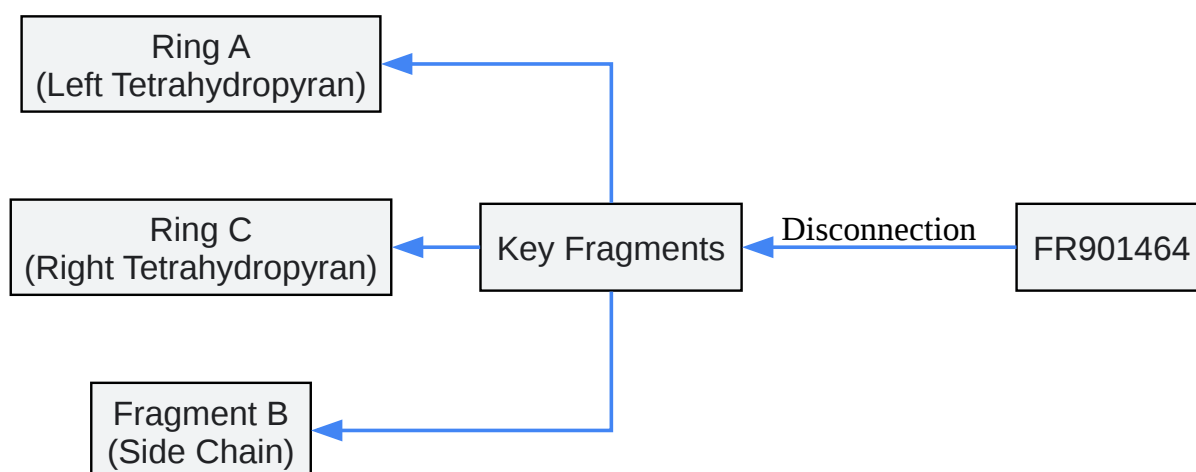 Ring A
(Left Tetrahydropyran)
Ring C
(Right Tetrahydropyran)
Key Fragments
Disconnection
FR901464
Fragment B
(Side Chain)